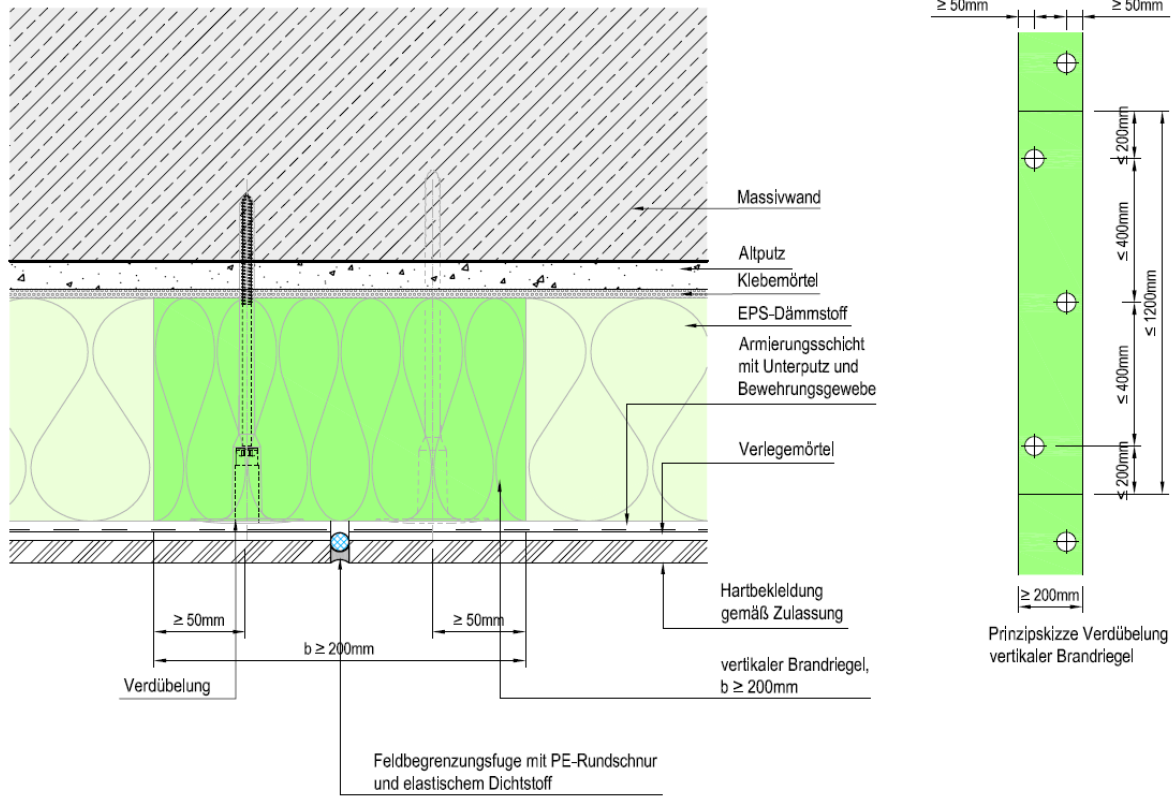 Massivwand
Altputz
Klebemörtel
EPS-Dämmstoff
Armierungsschicht
mit Unterputz und
Bewehrungsgewebe
Verlegemörtel
Hartbekleidung
gemäß Zulassung
vertikaler Brandriegel,
b ≥ 200mm
≥ 50mm
≥ 50mm
b ≥ 200mm
Verdübelung
Feldbegrenzungsfuge mit PE-Rundschnur
und elastischem Dichtstoff
≥ 50mm
≥ 50mm
≤ 200mm
≤ 400mm
≤ 1200mm
≤ 400mm
≤ 200mm
≥ 200mm
Prinzipskizze Verdübelung
vertikaler Brandriegel